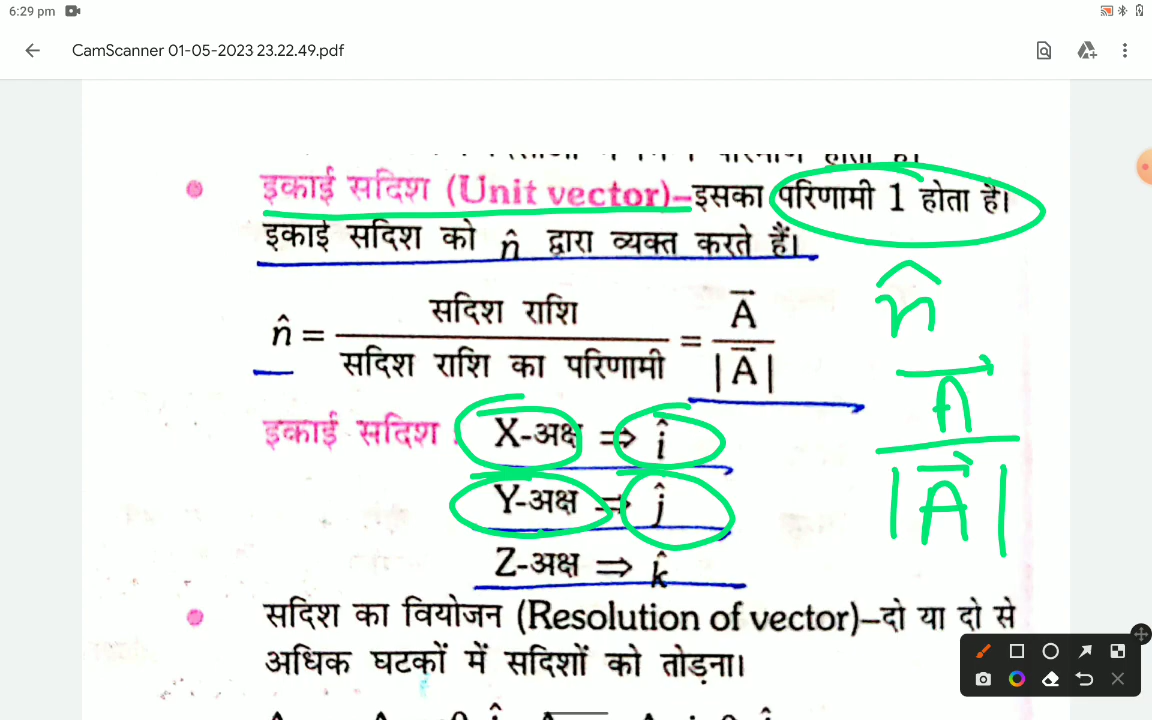 6:29 pm
CamScanner 01-05-2023 23.22.49.pdf
परिमाण होता है।
इकाई सदिश (Unit vector)–इसका परिणामी 1 होता है।
इकाई सदिश को n̂ द्वारा व्यक्त करते हैं।
n̂ = सदिश राशि / सदिश राशि का परिणामी = A⃗ / |A⃗|
n̂
A⃗ / |A⃗|
इकाई सदिश : X-अक्ष ⇒ î
Y-अक्ष ⇒ ĵ
Z-अक्ष ⇒ k̂
सदिश का वियोजन (Resolution of vector)–दो या दो से
अधिक घटकों में सदिशों को तोड़ना।